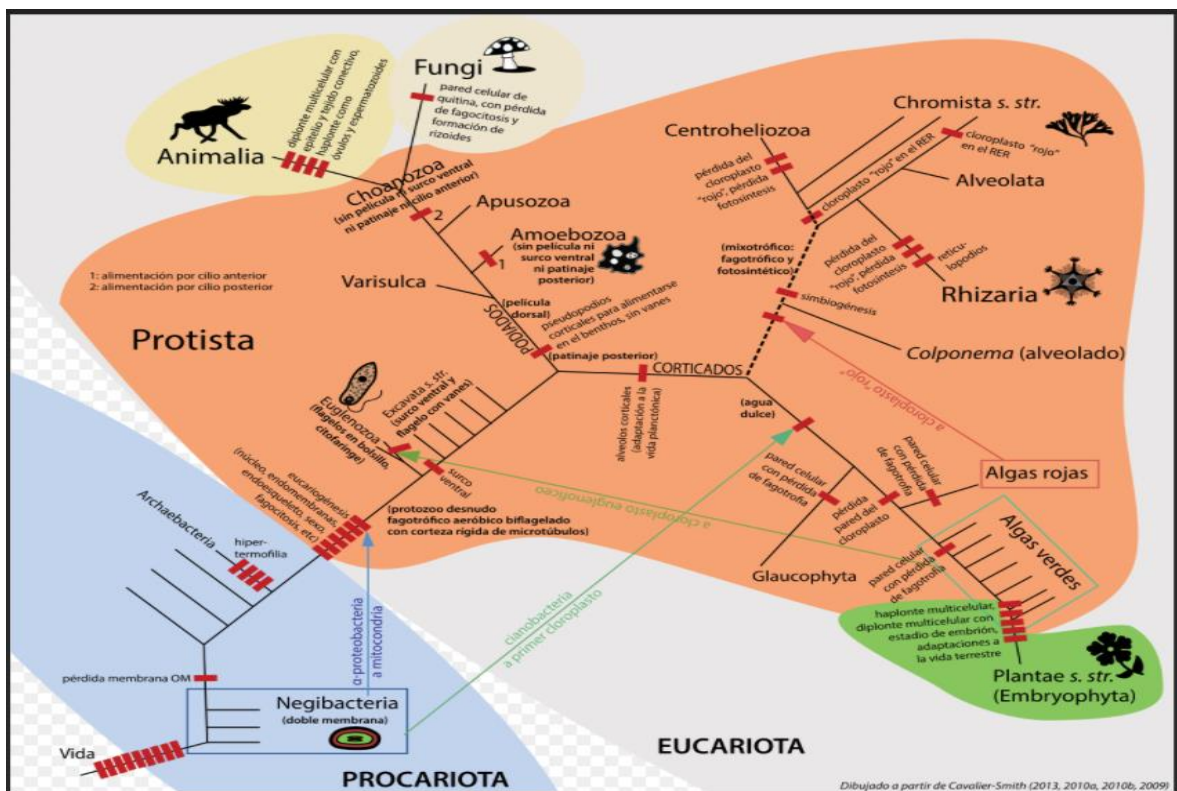 Fungi
pared celular de
quitina, con pérdida
de fagocitosis y
formación de
rizoides
diplonte multicelular con
epitelio y tejido conectivo,
haplonte como
óvulos y espermatozoides
Animalia
Choanozoa
(sin película ni surco ventral
ni patinaje ni cilio anterior)
2
Apusozoa
Amoebozoa
(sin película ni
surco ventral
ni patinaje
posterior)
1
Varisulca
(película
dorsal)
PODIADOS
pseudopodios
corticales para alimentarse
en el benthos, sin vanes
(patinaje posterior)
1: alimentación por cilio anterior
2: alimentación por cilio posterior
Protista
Chromista s. str.
cloroplasto "rojo"
en el RER
Centroheliozoa
pérdida del
cloroplasto
"rojo", pérdida
fotosintesis
cloroplasto "rojo" en el RER
Alveolata
(mixotrófico:
fagotrófico y
fotosintético)
pérdida del
cloroplasto
"rojo", pérdida
fotosintesis
reticu-
lopodios
Rhizaria
simbiogénesis
Colponema (alveolado)
a cloroplasto "rojo"
CORTICADOS
alveolos corticales
(adaptación a la
vida planctónica)
(agua
dulce)
Excavata s. str.
(surco ventral y
flagelo con vanes)
Euglenozoa
(flagelos en bolsillo,
citofaringe)
surco
ventral
eucariogénesis
(núcleo, endomembranas,
endoesqueleto, sexo,
fagocitosis, etc)
(protozoo desnudo
fagotrófico aeróbico biflagelado
con corteza rígida de microtúbulos)
a cloroplasto euglenofíceo
pared celular
con pérdida
de fagotrofia
pérdida
pared del
cloroplasto
pared celular
con pérdida
de fagotrofia
Algas rojas
Glaucophyta
pared celular
con pérdida
de fagotrofia
Algas verdes
haplonte multicelular,
diplonte multicelular con
estadio de embrión,
adaptaciones a
la vida terrestre
Plantae s. str.
(Embryophyta)
Archaebacteria
hiper-
termofilia
α-proteobacteria
a mitocondria
cianobacteria
a primer cloroplasto
pérdida membrana OM
Negibacteria
(doble membrana)
Vida
PROCARIOTA
EUCARIOTA
Dibujado a partir de Cavalier-Smith (2013, 2010a, 2010b, 2009)